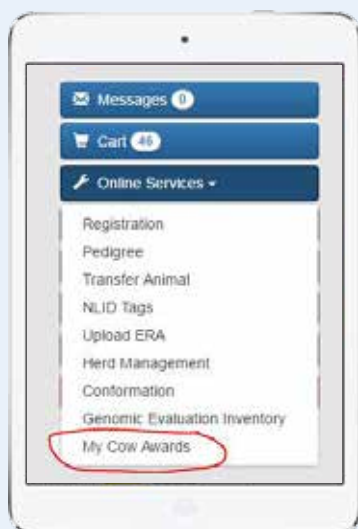 Messages 0
Cart 46
Online Services
Registration
Pedigree
Transfer Animal
NLID Tags
Upload ERA
Herd Management
Conformation
Genomic Evaluation Inventory
My Cow Awards